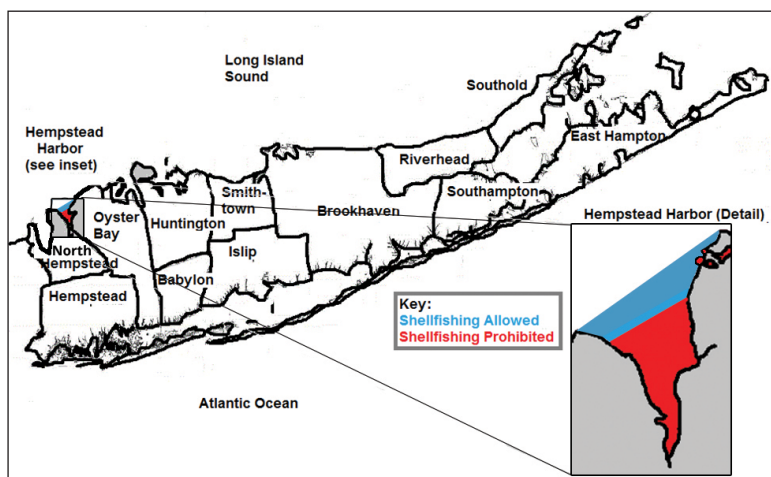 Long Island
Sound
Southold
Hempstead
Harbor
(see inset)
East Hampton
Riverhead
Smith-
town
Southampton
Oyster
Bay
Huntington
Brookhaven
Hempstead Harbor (Detail)
North
Hempstead
Islip
Babylon
Hempstead
Key:
Shellfishing Allowed
Shellfishing Prohibited
Atlantic Ocean